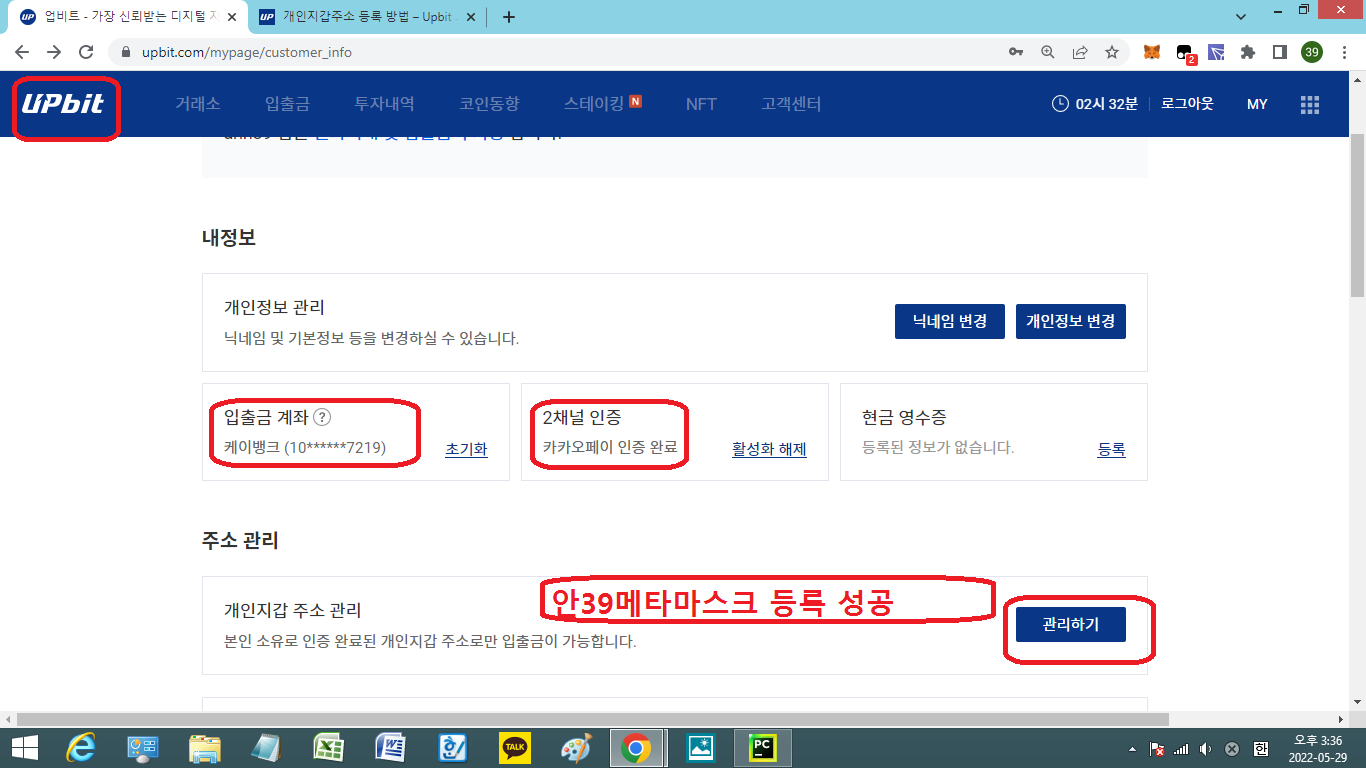 업비트 - 가장 신뢰받는 디지털 자
개인지갑주소 등록 방법 – Upbit
upbit.com/mypage/customer_info
2
39
UPbit
거래소 입출금 투자내역 코인동향 스테이킹 N NFT 고객센터
02시 32분 로그아웃 MY
내정보
개인정보 관리
닉네임 및 기본정보 등을 변경하실 수 있습니다.
닉네임 변경 개인정보 변경
입출금 계좌 ?
케이뱅크 (10******7219)
초기화
2채널 인증
카카오페이 인증 완료
활성화 해제
현금 영수증
등록된 정보가 없습니다.
등록
주소 관리
안39메타마스크 등록 성공
개인지갑 주소 관리
본인 소유로 인증 완료된 개인지갑 주소로만 입출금이 가능합니다.
관리하기
TALK
PC
한
오후 3:36
2022-05-29